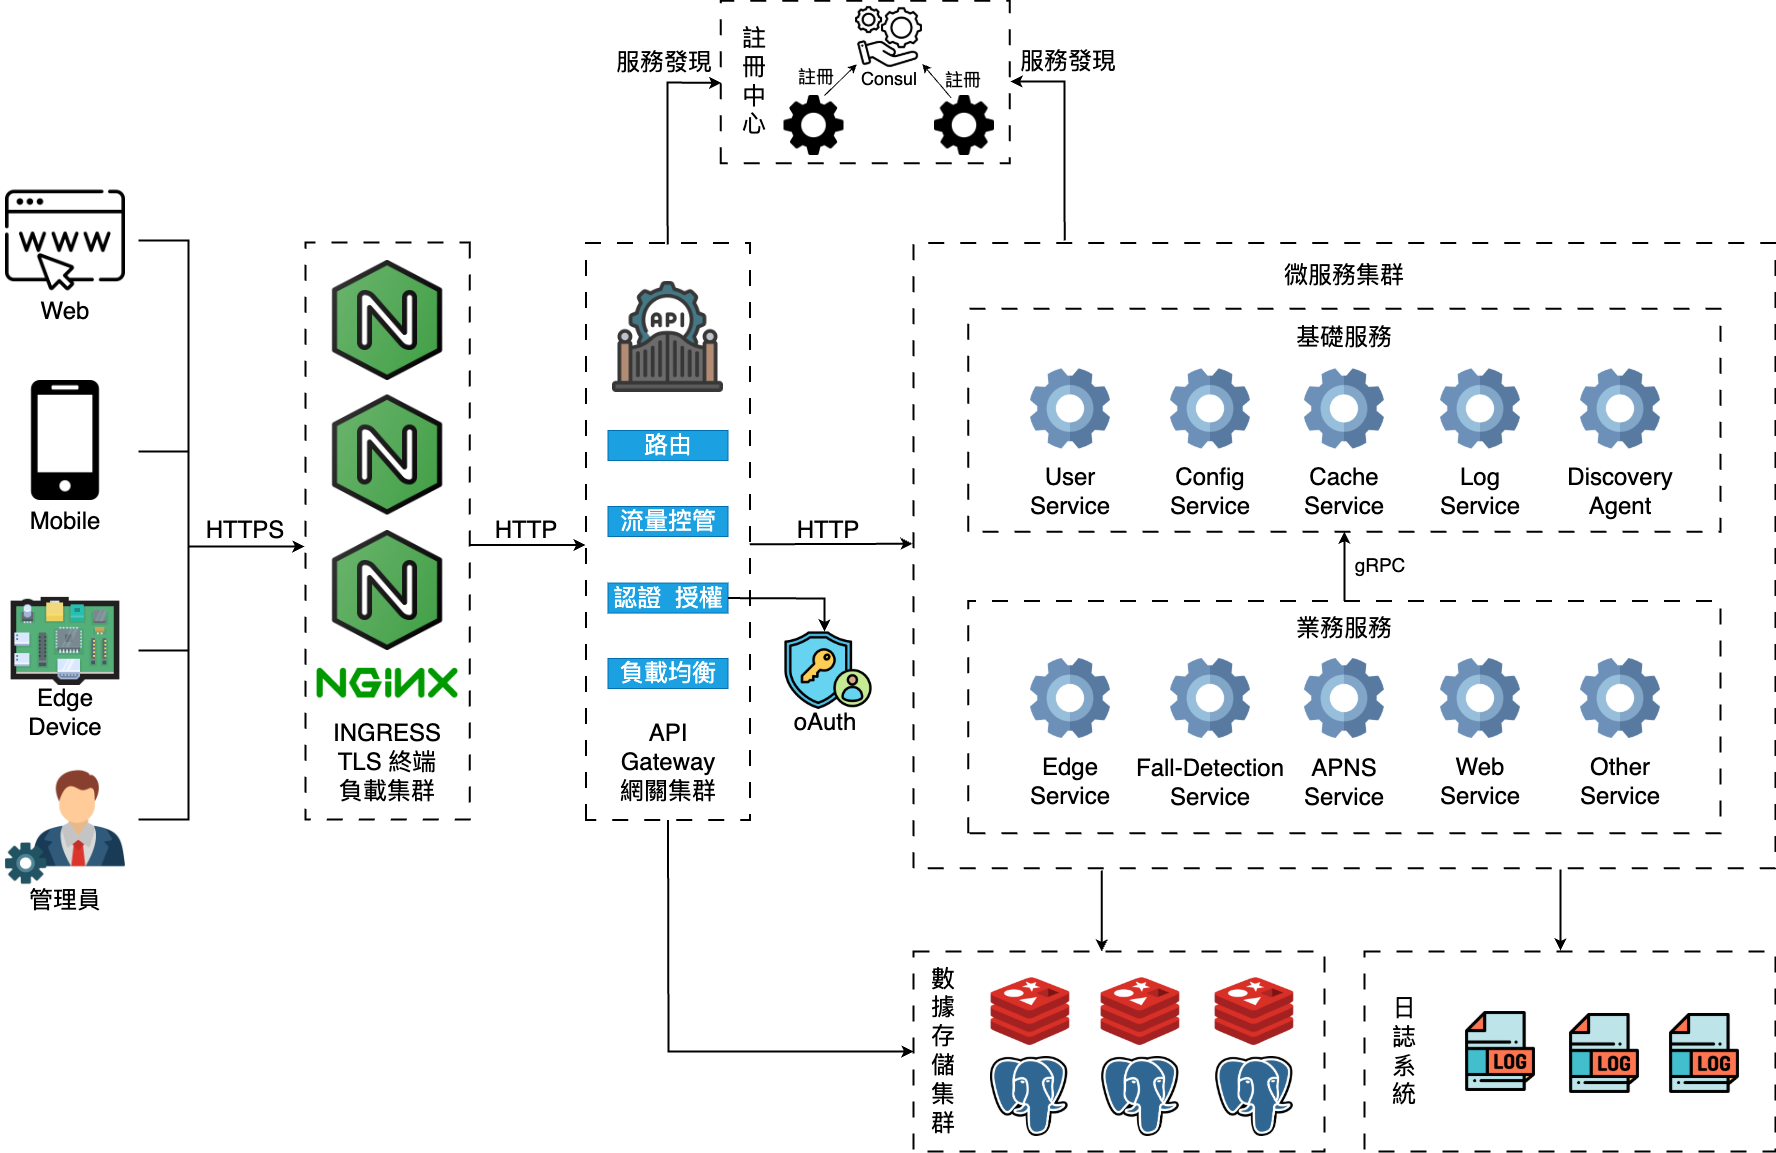 註
冊
中
心
Consul
註冊
註冊
服務發現
服務發現
WWW
Web
Mobile
Edge
Device
管理員
HTTPS
NGINX
INGRESS
TLS 終端
負載集群
HTTP
API
路由
流量控管
認證 授權
負載均衡
API
Gateway
網關集群
oAuth
HTTP
微服務集群
基礎服務
User
Service
Config
Service
Cache
Service
Log
Service
Discovery
Agent
gRPC
業務服務
Edge
Service
Fall-Detection
Service
APNS
Service
Web
Service
Other
Service
數
據
存
儲
集
群
日
誌
系
統
LOG
LOG
LOG